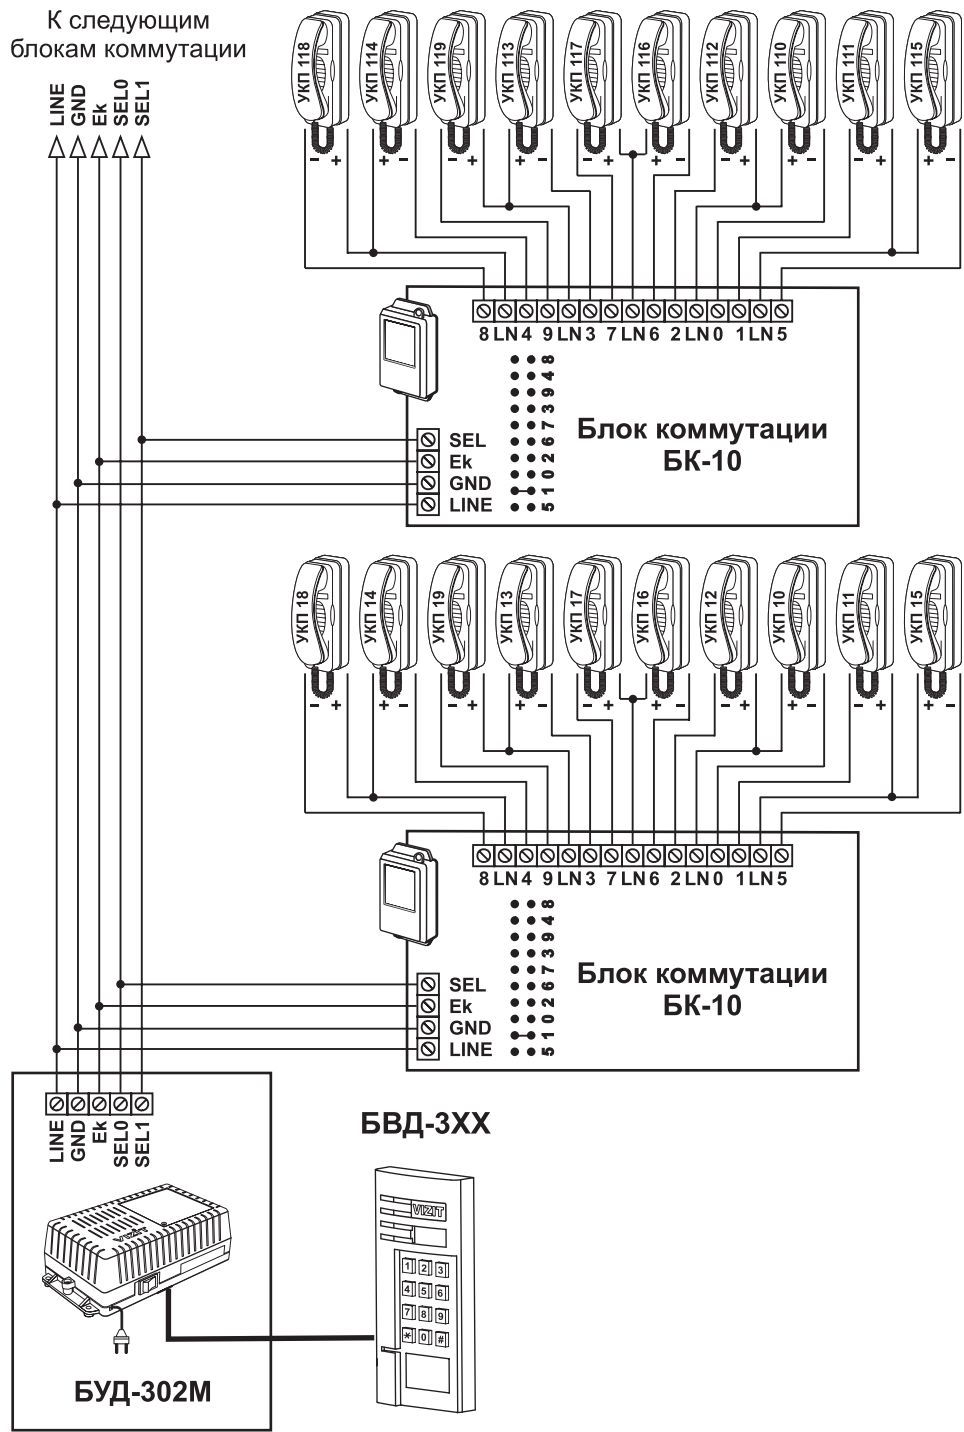 К следующим
блокам коммутации
LINE
GND
Ek
SEL0
SEL1
УКП 118
УКП 114
УКП 119
УКП 113
УКП 117
УКП 116
УКП 112
УКП 110
УКП 111
УКП 115
- + + - - + + - - + + - - + + - - + + -
8 LN 4 9 LN 3 7 LN 6 2 LN 0 1 LN 5
8
4
9
3
7
6
2
0
1
5
SEL
Ek
GND
LINE
Блок коммутации
БК-10
УКП 18
УКП 14
УКП 19
УКП 13
УКП 17
УКП 16
УКП 12
УКП 10
УКП 11
УКП 15
- + + - - + + - - + + - - + + - - + + -
8 LN 4 9 LN 3 7 LN 6 2 LN 0 1 LN 5
8
4
9
3
7
6
2
0
1
5
SEL
Ek
GND
LINE
Блок коммутации
БК-10
LINE
GND
Ek
SEL0
SEL1
VIZIT
БУД-302М
БВД-3ХХ
VIZIT
1 2 3
4 5 6
7 8 9
* 0 #